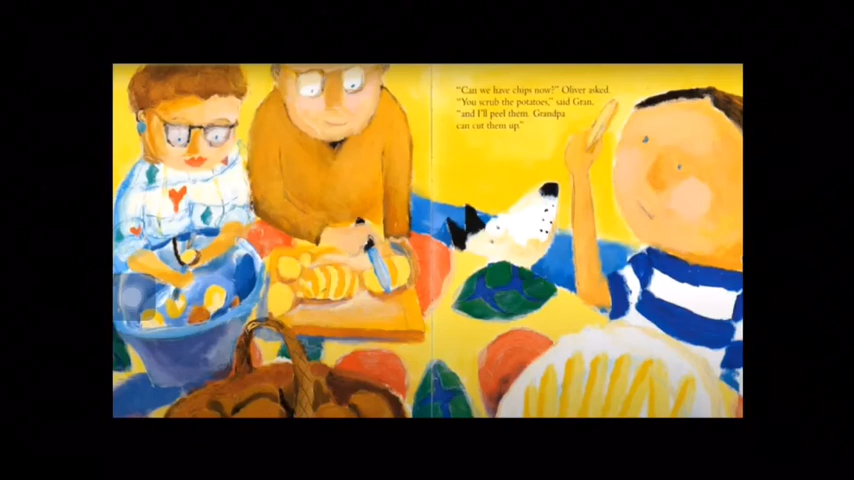 "Can we have chips now?" Oliver asked.
"You scrub the potatoes," said Gran,
"and I'll peel them. Grandpa
can cut them up."